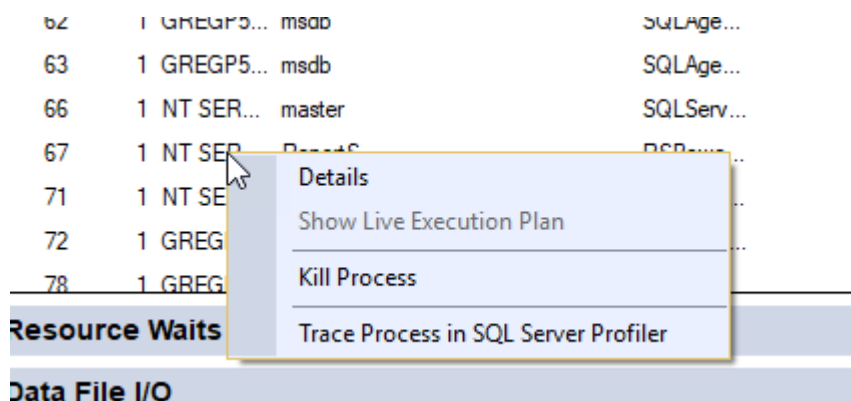 62 1 GREGP5... msdb SQLAge...
63 1 GREGP5... msdb SQLAge...
66 1 NT SER... master SQLServ...
67 1 NT SER
71 1 NT SE
72 1 GREG
78 1 GREG
Details
Show Live Execution Plan
Kill Process
Trace Process in SQL Server Profiler
Resource Waits
Data File I/O